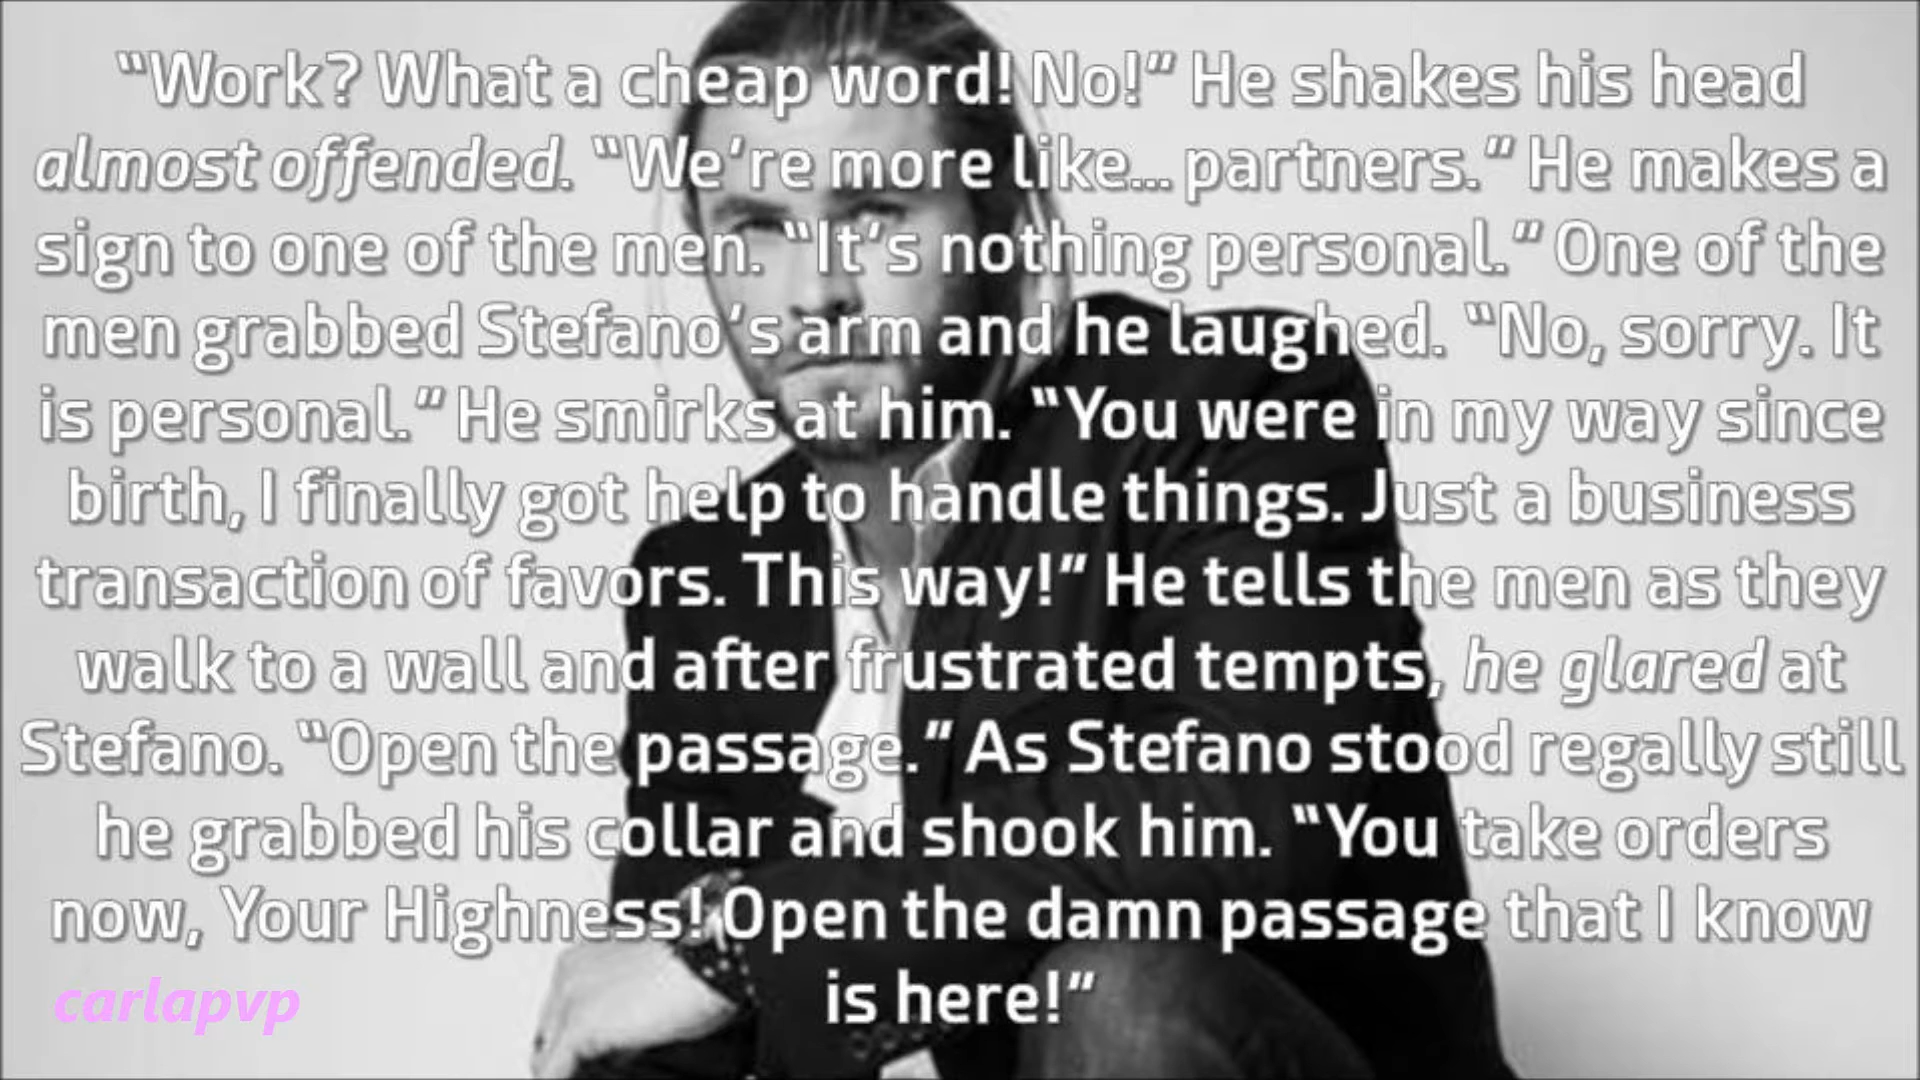 “Work? What a cheap word! No!” He shakes his head
almost offended. “We’re more like... partners.” He makes a
sign to one of the men. “It’s nothing personal.” One of the
men grabbed Stefano’s arm and he laughed. “No, sorry. It
is personal.” He smirks at him. “You were in my way since
birth, I finally got help to handle things. Just a business
transaction of favors. This way!” He tells the men as they
walk to a wall and after frustrated tempts, he glared at
Stefano. “Open the passage.” As Stefano stood regally still
he grabbed his collar and shook him. “You take orders
now, Your Highness! Open the damn passage that I know
is here!”
carlapvp